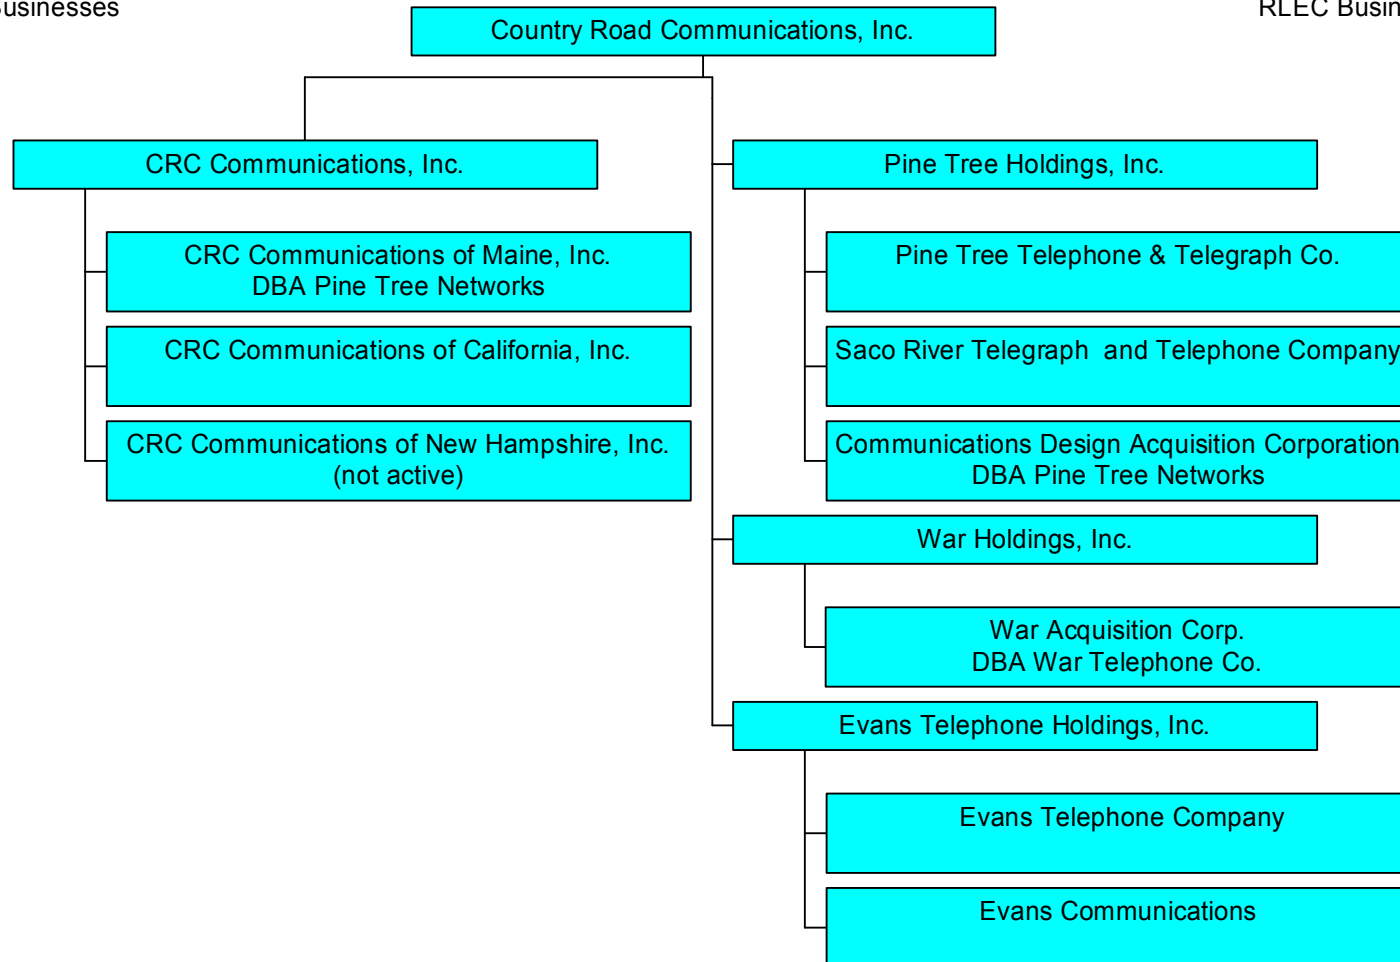 Businesses
RLEC Busin
Country Road Communications, Inc.
CRC Communications, Inc.
CRC Communications of Maine, Inc.
DBA Pine Tree Networks
CRC Communications of California, Inc.
CRC Communications of New Hampshire, Inc.
(not active)
Pine Tree Holdings, Inc.
Pine Tree Telephone & Telegraph Co.
Saco River Telegraph  and Telephone Company
Communications Design Acquisition Corporation
DBA Pine Tree Networks
War Holdings, Inc.
War Acquisition Corp.
DBA War Telephone Co.
Evans Telephone Holdings, Inc.
Evans Telephone Company
Evans Communications